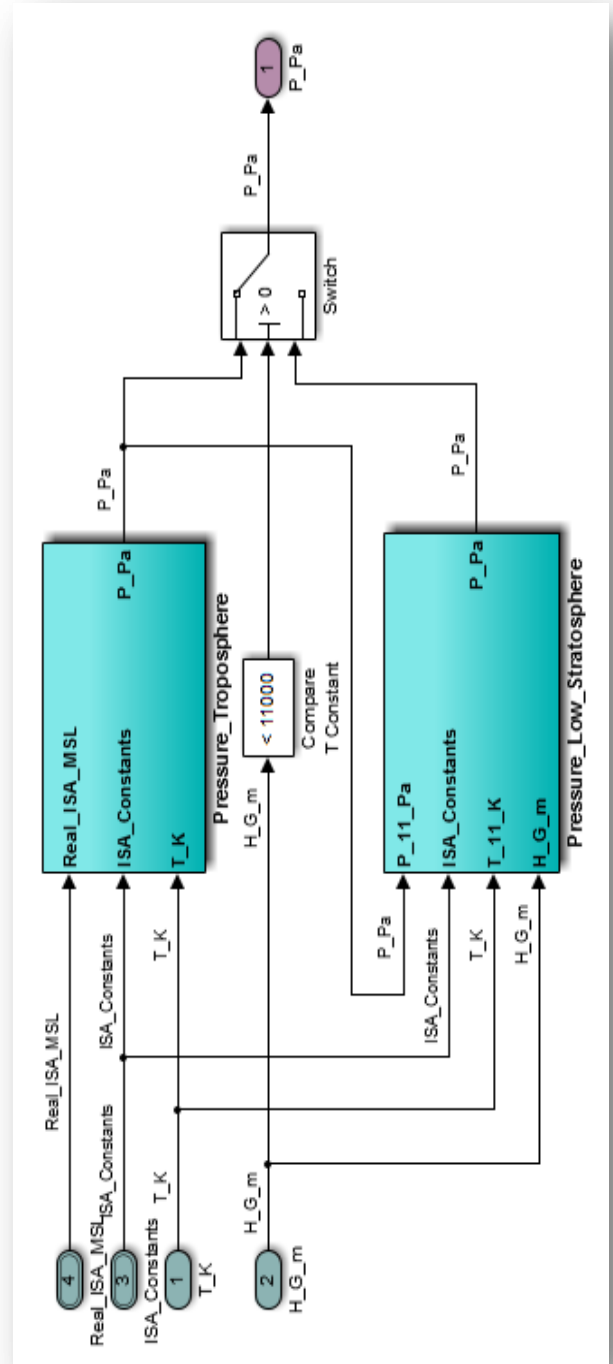 4
Real_ISA_MSL
Real_ISA_MSL
3
ISA_Constants
ISA_Constants
ISA_Constants
1
T_K
T_K
T_K
2
H_G_m
H_G_m
H_G_m
Real_ISA_MSL
ISA_Constants
T_K
P_Pa
Pressure_Troposphere
P_Pa
< 11000
Compare
T Constant
P_Pa
ISA_Constants
T_K
H_G_m
P_11_Pa
ISA_Constants
T_11_K
H_G_m
P_Pa
Pressure_Low_Stratosphere
P_Pa
> 0
Switch
P_Pa
1
P_Pa